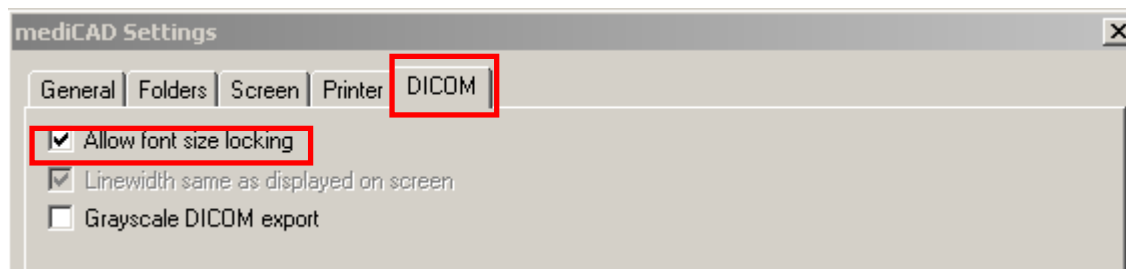 mediCAD Settings
General Folders Screen Printer DICOM
Allow font size locking
Linewidth same as displayed on screen
Grayscale DICOM export